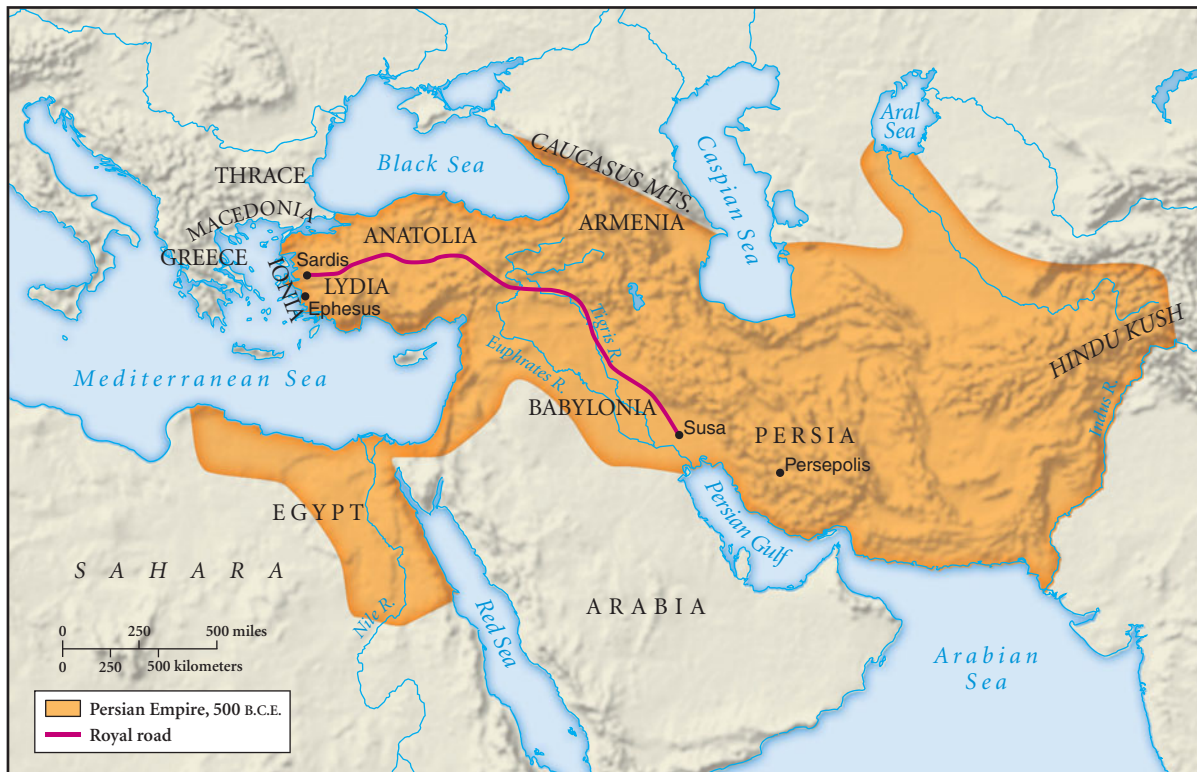 Aral
Sea
Black Sea
CAUCASUS MTS.
Caspian Sea
THRACE
MACEDONIA
ANATOLIA
ARMENIA
GREECE
Sardis
IONIA
LYDIA
Ephesus
Tigris R.
HINDU KUSH
Euphrates R.
Mediterranean Sea
BABYLONIA
Indus R.
Susa
PERSIA
Persepolis
EGYPT
Persian Gulf
SAHARA
ARABIA
Nile R.
Red Sea
Arabian
Sea
0 250 500 miles
0 250 500 kilometers
Persian Empire, 500 B.C.E.
Royal road